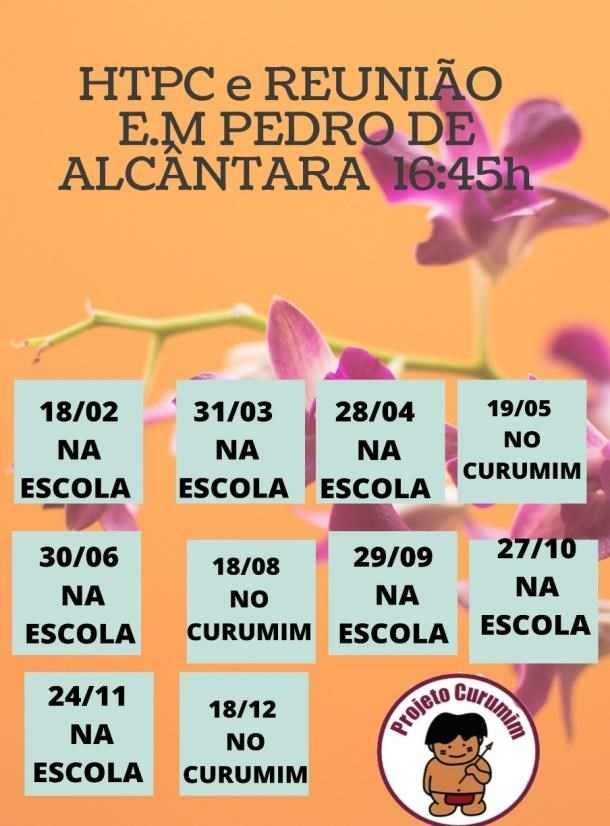 HTPC e REUNIÃO
E.M PEDRO DE
ALCÂNTARA 16:45h
18/02
NA
ESCOLA
31/03
NA
ESCOLA
28/04
NA
ESCOLA
19/05
NO
CURUMIM
30/06
NA
ESCOLA
18/08
NO
CURUMIM
29/09
NA
ESCOLA
27/10
NA
ESCOLA
24/11
NA
ESCOLA
18/12
NO
CURUMIM
Projeto Curumim